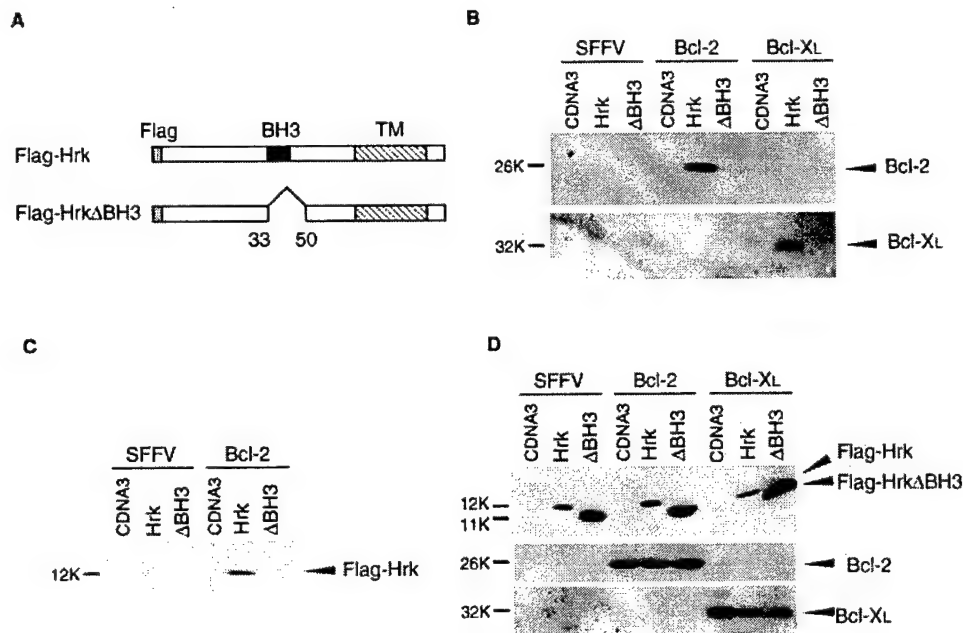 A
Flag BH3 TM
Flag-Hrk
Flag-HrkΔBH3
33 50
B
SFFV Bcl-2 Bcl-XL
CDNA3 Hrk ΔBH3 CDNA3 Hrk ΔBH3 CDNA3 Hrk ΔBH3
26K Bcl-2
32K Bcl-XL
C
SFFV Bcl-2
CDNA3 Hrk ΔBH3 CDNA3 Hrk ΔBH3
12K Flag-Hrk
D
SFFV Bcl-2 Bcl-XL
CDNA3 Hrk ΔBH3 CDNA3 Hrk ΔBH3 CDNA3 Hrk ΔBH3
Flag-Hrk
Flag-HrkΔBH3
12K
11K
26K Bcl-2
32K Bcl-XL